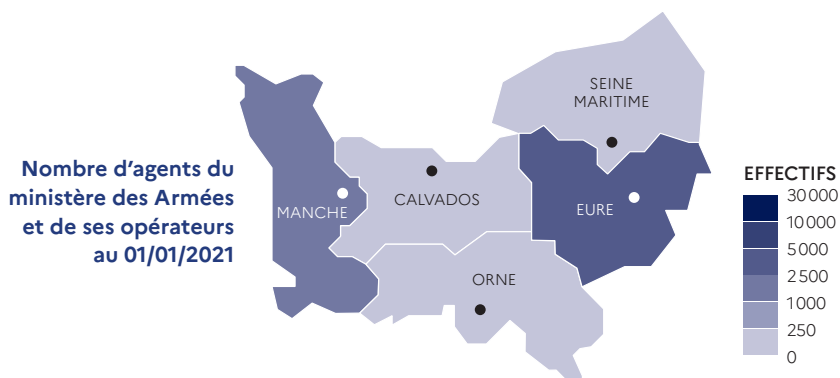 Nombre d'agents du
ministère des Armées
et de ses opérateurs
au 01/01/2021
SEINE
MARITIME
MANCHE
CALVADOS
EURE
ORNE
EFFECTIFS
30 000
10 000
5 000
2 500
1 000
250
0